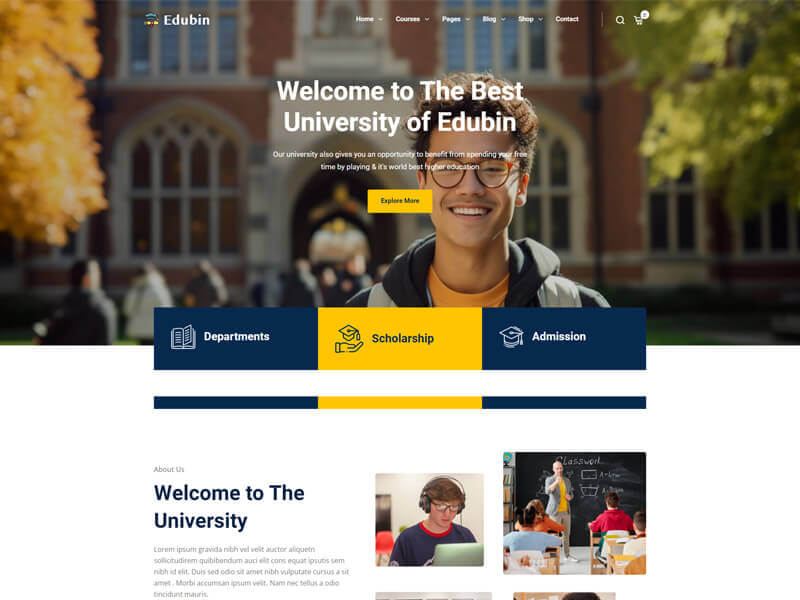 Edubin
Home Courses Pages Blog Shop Contact
Welcome to The Best
University of Edubin
Our university also gives you an opportunity to benefit from spending your free
time by playing & it's world best higher education
Explore More
Departments
Scholarship
Admission
About Us
Welcome to The
University
Lorem ipsum gravida nibh vel velit auctor aliquetn
sollicitudirem quibibendum auci elit cons equat ipsutis sem
nibh id elit. Duis sed odio sit amet nibh vulputate cursus a sit
amet . Morbi accumsan ipsum velit. Nam nec tellus a odio
tincidunt mauris.
Classwork